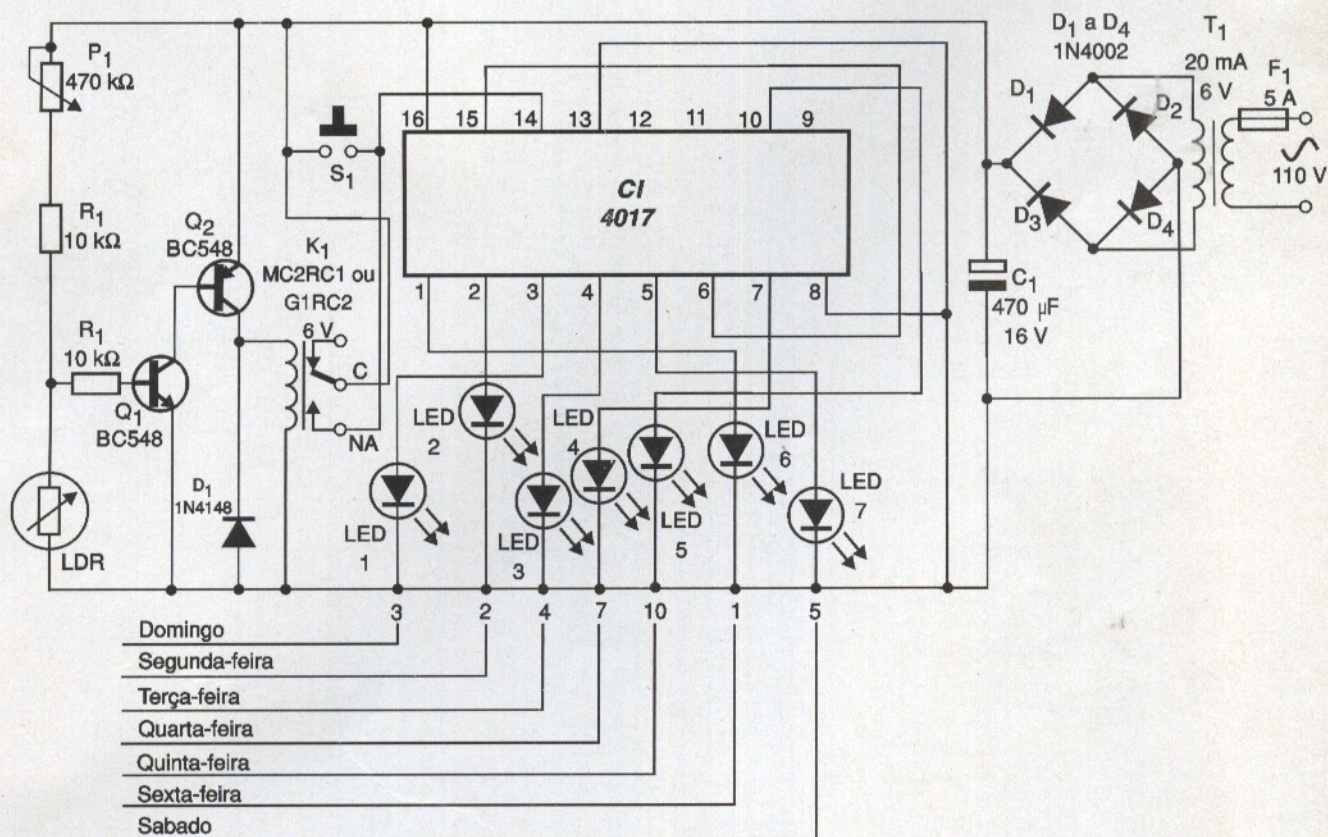 P1
470 kΩ
R1
10 kΩ
R1
10 kΩ
Q2
BC548
Q1
BC548
LDR
D1
1N4148
S1
K1
MC2RC1 ou
G1RC2
6 V
C
NA
16 15 14 13 12 11 10 9
CI
4017
1 2 3 4 5 6 7 8
LED
1
LED
2
LED
3
LED
4
LED
5
LED
6
LED
7
D1 a D4
1N4002
D1
D2
D3
D4
T1
20 mA
6 V
F1
5 A
110 V
C1
470 µF
16 V
3 2 4 7 10 1 5
Domingo
Segunda-feira
Terça-feira
Quarta-feira
Quinta-feira
Sexta-feira
Sabado